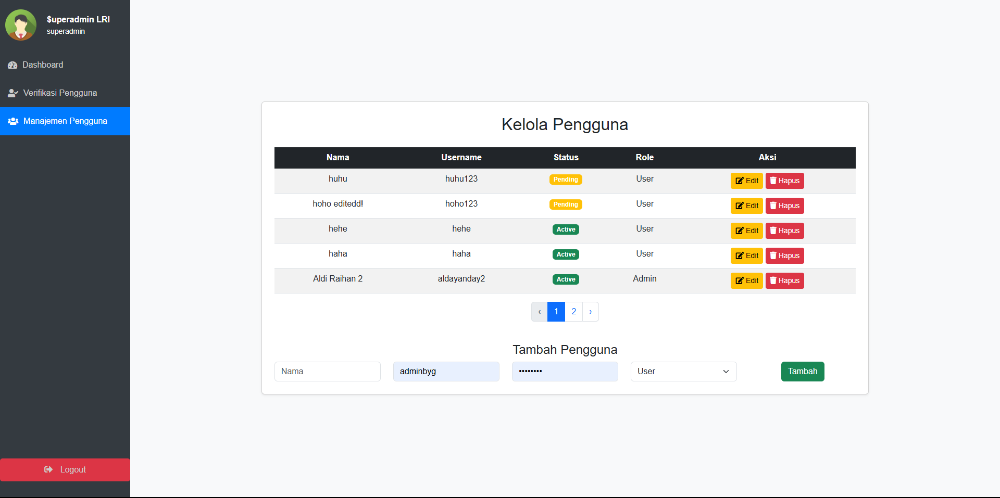 $uperadmin LRI
superadmin
Dashboard
Verifikasi Pengguna
Manajemen Pengguna
Logout
Kelola Pengguna
Nama Username Status Role Aksi
huhu huhu123 Pending User Edit Hapus
hoho editedd! hoho123 Pending User Edit Hapus
hehe hehe Active User Edit Hapus
haha haha Active User Edit Hapus
Aldi Raihan 2 aldayanday2 Active Admin Edit Hapus
‹ 1 2 ›
Tambah Pengguna
Nama adminbyg •••••••• User Tambah